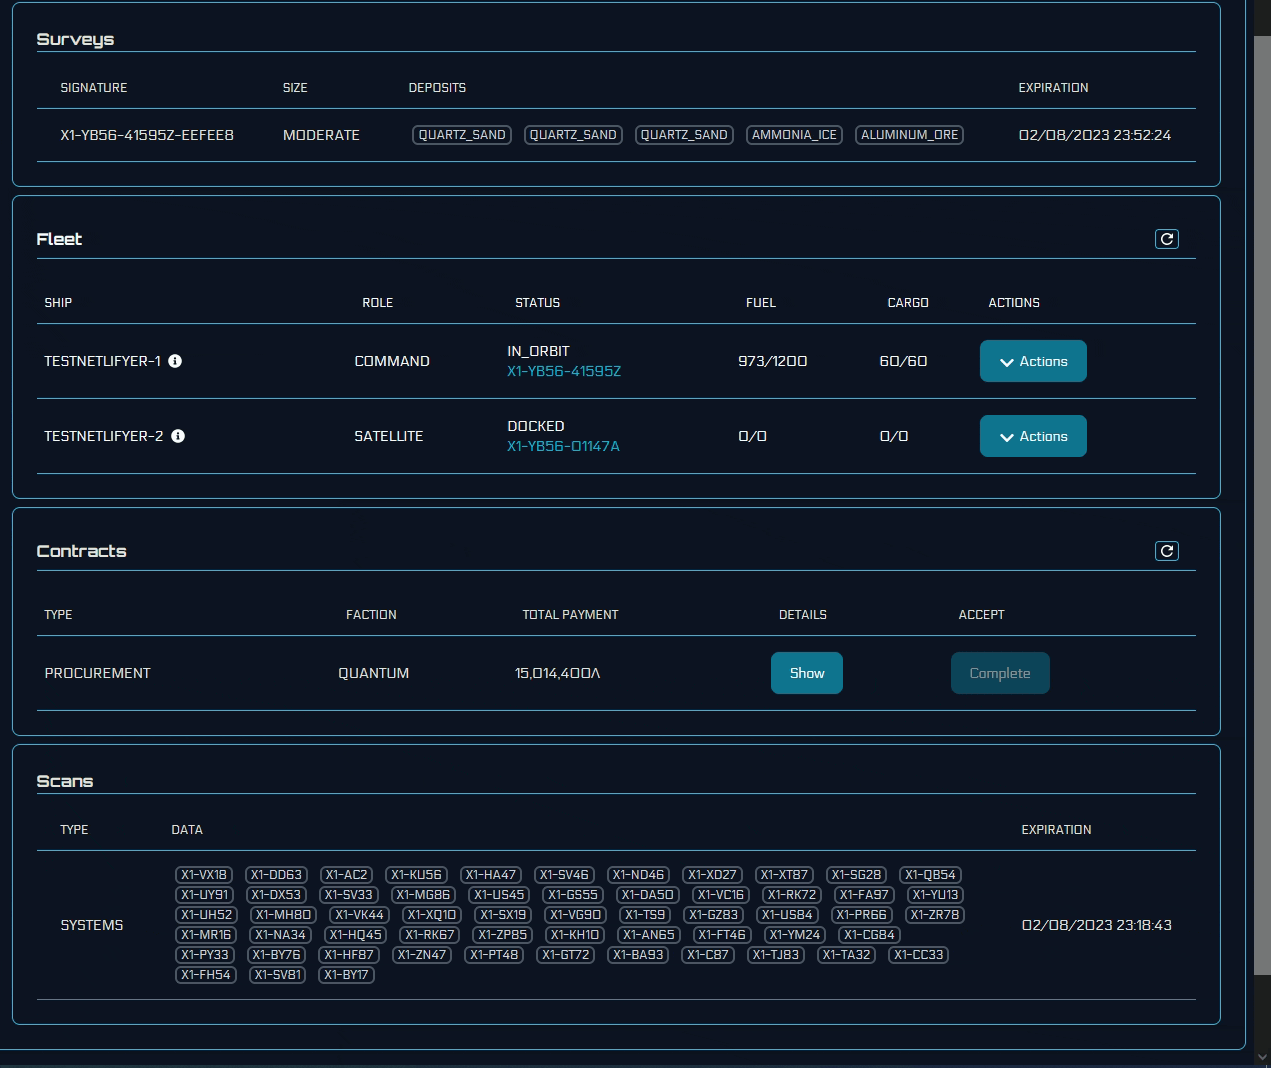 Surveys
SIGNATURE SIZE DEPOSITS EXPIRATION
X1-YB56-41595Z-EEFEE8 MODERATE QUARTZ_SAND QUARTZ_SAND QUARTZ_SAND AMMONIA_ICE ALUMINUM_ORE 02/08/2023 23:52:24
Fleet
SHIP ROLE STATUS FUEL CARGO ACTIONS
TESTNETLIFYER-1 COMMAND IN_ORBIT 973/1200 60/60 Actions
X1-YB56-41595Z
TESTNETLIFYER-2 SATELLITE DOCKED 0/0 0/0 Actions
X1-YB56-01147A
Contracts
TYPE FACTION TOTAL PAYMENT DETAILS ACCEPT
PROCUREMENT QUANTUM 15,014,400Λ Show Complete
Scans
TYPE DATA EXPIRATION
SYSTEMS 02/08/2023 23:18:43
X1-VX18 X1-DD63 X1-AC2 X1-KU56 X1-HA47 X1-SV46 X1-ND46 X1-XD27 X1-XT87 X1-SG28 X1-QB54
X1-UY91 X1-DX53 X1-SV33 X1-MG86 X1-US45 X1-GS55 X1-DA50 X1-VC16 X1-RK72 X1-FA97 X1-YU13
X1-UH52 X1-MH80 X1-VK44 X1-XQ10 X1-SX19 X1-VG90 X1-TS9 X1-GZ83 X1-US84 X1-PR66 X1-ZR78
X1-MR16 X1-NA34 X1-HQ45 X1-RK67 X1-ZP85 X1-KH10 X1-AN65 X1-FT46 X1-YM24 X1-CG84
X1-PY33 X1-BY76 X1-HF87 X1-ZN47 X1-PT48 X1-GT72 X1-BA93 X1-C87 X1-TJ83 X1-TA32 X1-CC33
X1-FH54 X1-SV81 X1-BY17